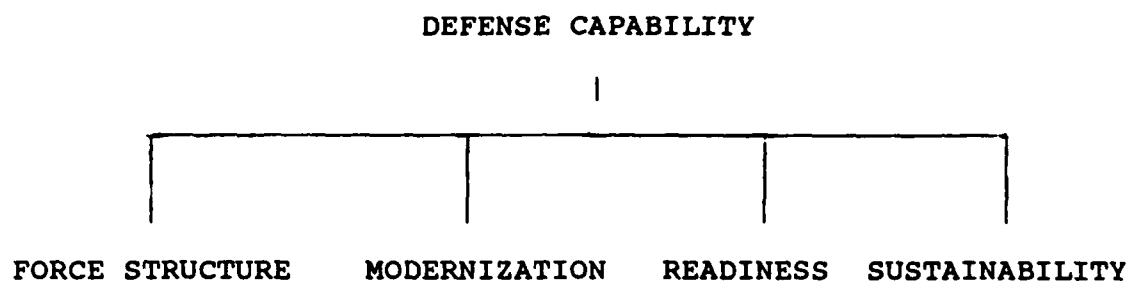 DEFENSE CAPABILITY
FORCE STRUCTURE MODERNIZATION READINESS SUSTAINABILITY